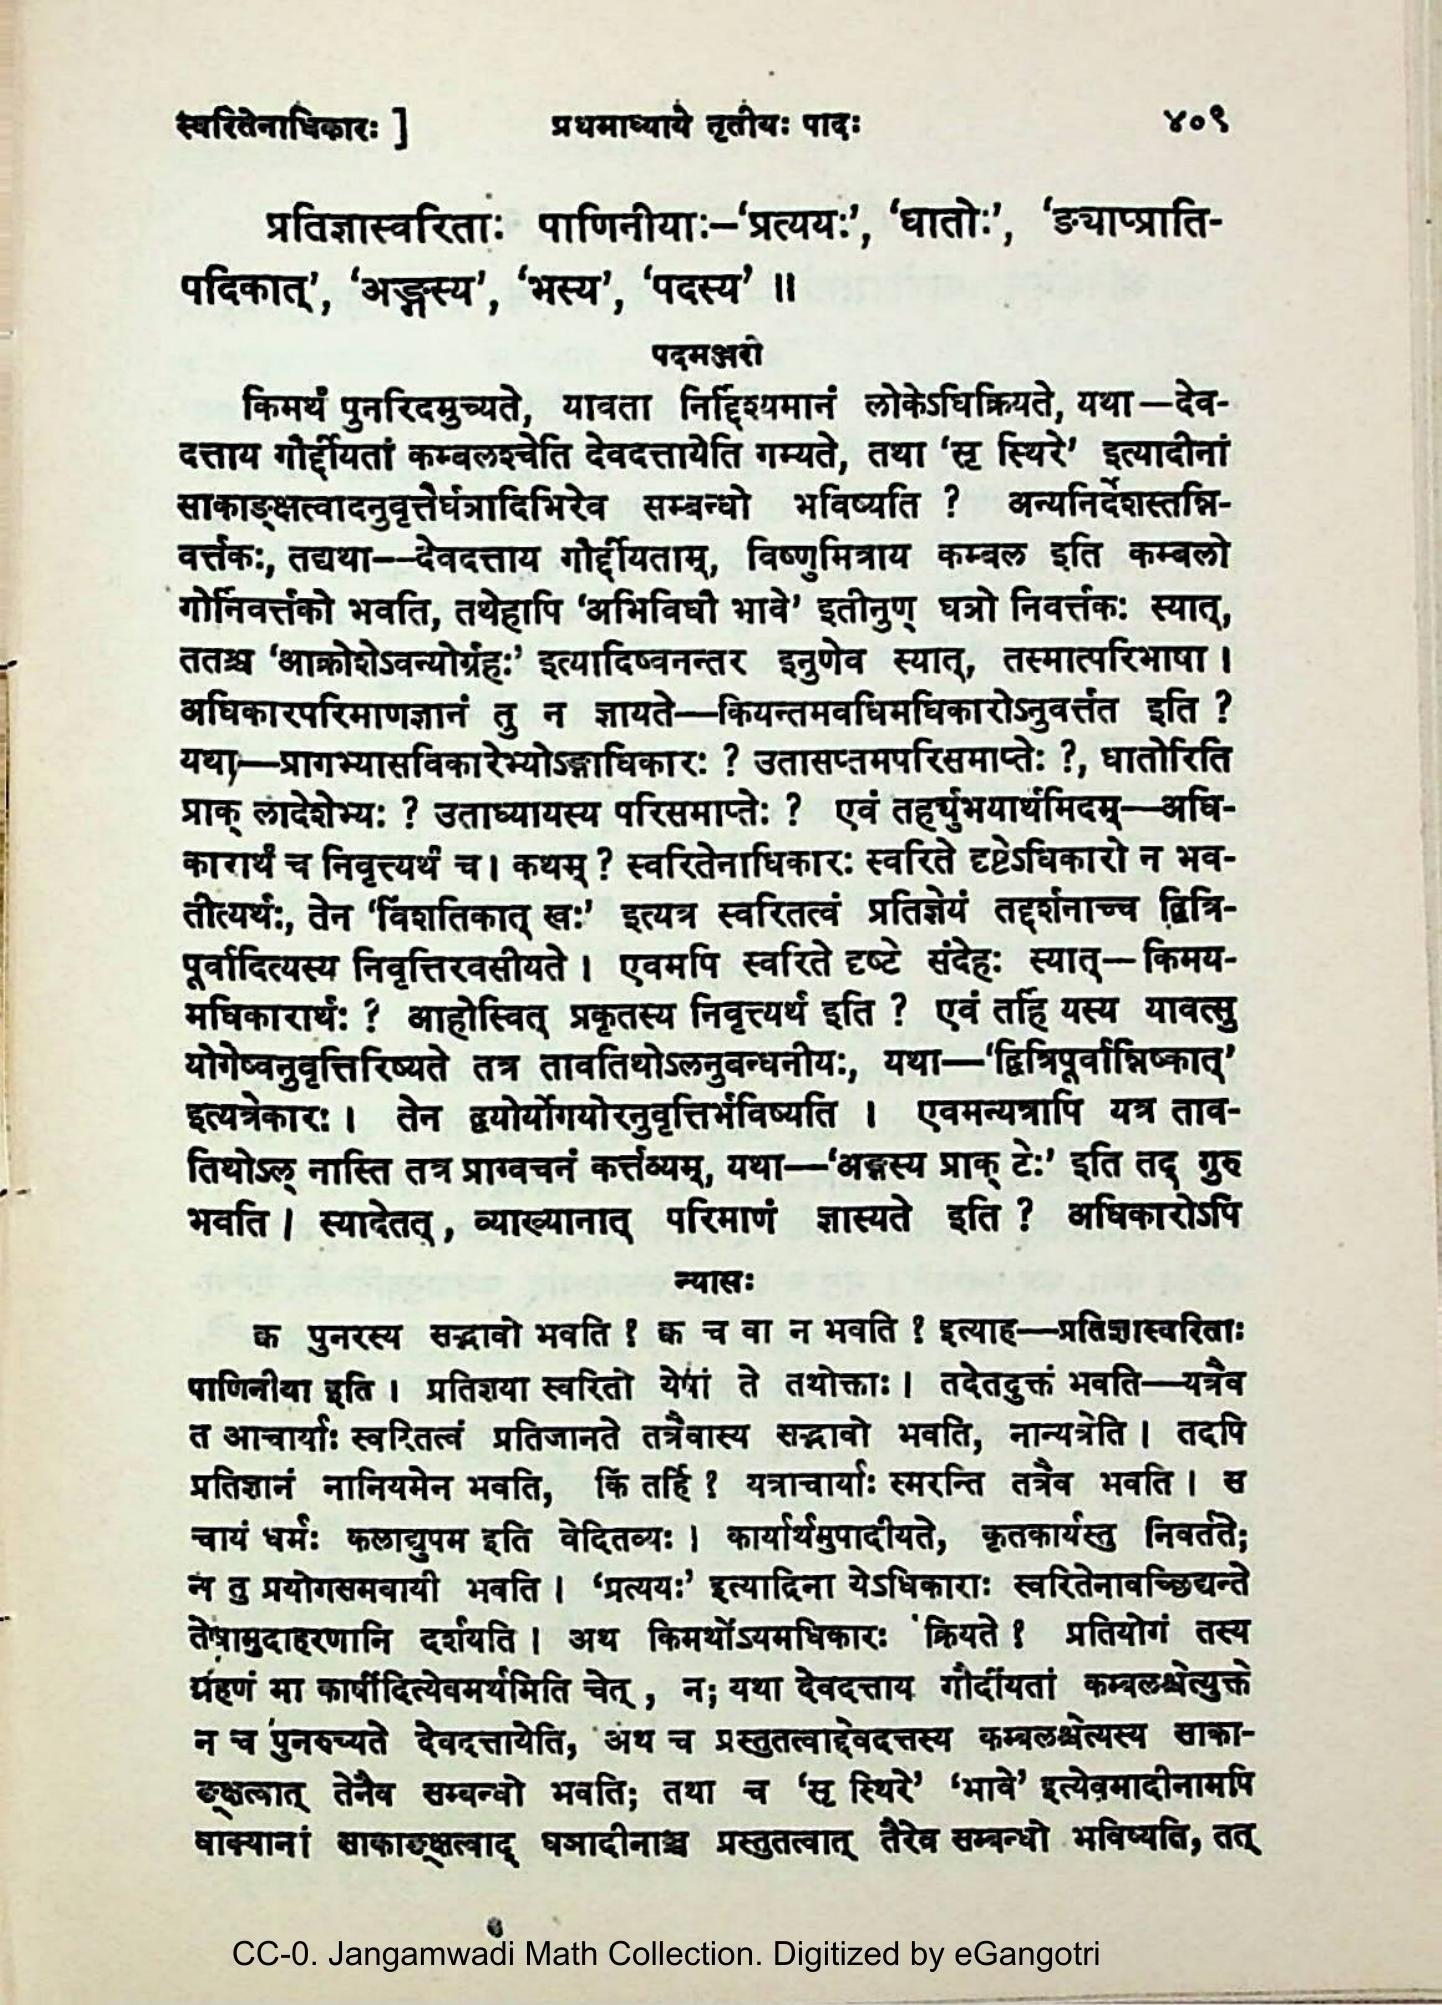 स्वरितेनाधिकारः ] प्रथमाध्याये तृतीयः पादः ४०९
प्रतिज्ञास्वरिताः पाणिनीयाः–‘प्रत्ययः’, ‘धातोः’, ‘ङ्याप्प्राति-
पदिकात्’, ‘अङ्गस्य’, ‘भस्य’, ‘पदस्य’ ॥
पदमञ्जरी
किमर्थं पुनरिदमुच्यते, यावता निर्द्दिश्यमानं लोकेऽधिक्रियते, यथा—देव-
दत्ताय गौर्द्दीयतां कम्बलश्चेति देवदत्तायेति गम्यते, तथा ‘सृ स्थिरे’ इत्यादीनां
साकाङ्क्षत्वादनुवृत्तैर्घञादिभिरेव सम्बन्धो भविष्यति ? अन्यनिर्देशस्तन्नि-
वर्त्तकः, तद्यथा—देवदत्ताय गौर्द्दीयताम्, विष्णुमित्राय कम्बल इति कम्बलो
गोर्निवर्त्तको भवति, तथेहापि ‘अभिविधौ भावे’ इतीनुण् घञो निवर्त्तकः स्यात्,
ततश्च ‘आक्रोशेऽवन्योर्ग्रहः’ इत्यादिष्वनन्तर इनुणेव स्यात्, तस्मात्परिभाषा ।
अधिकारपरिमाणज्ञानं तु न ज्ञायते—कियन्तमवधिमधिकारोऽनुवर्त्तत इति ?
यथा—प्रागभ्यासविकारेभ्योऽङ्गाधिकारः ? उतासप्तमपरिसमाप्तेः ?, धातोरिति
प्राक् लादेशेभ्यः ? उताध्यायस्य परिसमाप्तेः ? एवं तर्ह्युभयार्थमिदम्—अधि-
कारार्थं च निवृत्त्यर्थं च। कथम् ? स्वरितेनाधिकारः स्वरिते दृष्टेऽधिकारो न भव-
तीत्यर्थः, तेन ‘विंशतिकात् खः’ इत्यत्र स्वरितत्वं प्रतिज्ञेयं तद्दर्शनाच्च द्वित्रि-
पूर्वादित्यस्य निवृत्तिरवसीयते । एवमपि स्वरिते दृष्टे संदेहः स्यात्—किमय-
मधिकारार्थः ? आहोस्वित् प्रकृतस्य निवृत्त्यर्थ इति ? एवं तर्हि यस्य यावत्सु
योगेष्वनुवृत्तिरिष्यते तत्र तावतिथोऽलनुबन्धनीयः, यथा—‘द्वित्रिपूर्वान्निष्कात्’
इत्यत्रेकारः । तेन द्वयोर्योगयोरनुवृत्तिर्भविष्यति । एवमन्यत्रापि यत्र ताव-
तिथोऽल् नास्ति तत्र प्राग्वचनं कर्त्तव्यम्, यथा—‘अङ्गस्य प्राक् टेः’ इति तद् गुरु
भवति । स्यादेतत् , व्याख्यानात् परिमाणं ज्ञास्यते इति ? अधिकारोऽपि
न्यासः
क्व पुनरस्य सद्भावो भवति ? क्व च वा न भवति ? इत्याह—प्रतिज्ञास्वरिताः
पाणिनीया इति । प्रतिज्ञया स्वरितो येषां ते तथोक्ताः । तदेतदुक्तं भवति—यत्रैव
त आचार्याः स्वरितत्वं प्रतिजानते तत्रैवास्य सद्भावो भवति, नान्यत्रेति । तदपि
प्रतिज्ञानं नानियमेन भवति, किं तर्हि ? यत्राचार्याः स्मरन्ति तत्रैव भवति । स
चायं धर्मः कलाद्युपम इति वेदितव्यः । कार्यार्थमुपादीयते, कृतकार्यस्तु निवर्तते;
न तु प्रयोगसमवायी भवति । ‘प्रत्ययः’ इत्यादिना येऽधिकाराः स्वरितेनावच्छिद्यन्ते
तेषामुदाहरणानि दर्शयति । अथ किमर्थोऽयमधिकारः क्रियते ? प्रतियोगं तस्य
ग्रहणं मा कार्षीदित्येवमर्थमिति चेत् , न; यथा देवदत्ताय गौर्दीयतां कम्बलश्चेत्युक्ते
न च पुनरुच्यते देवदत्तायेति, अथ च प्रस्तुतत्वाद्देवदत्तस्य कम्बलश्चेत्यस्य साका-
ङ्क्षत्वात् तेनैव सम्बन्धो भवति; तथा च ‘सृ स्थिरे’ ‘भावे’ इत्येवमादीनामपि
वाक्यानां साकाङ्क्षत्वाद् घञादीनाञ्च प्रस्तुतत्वात् तैरेव सम्बन्धो भविष्यति, तत्
CC-0. Jangamwadi Math Collection. Digitized by eGangotri